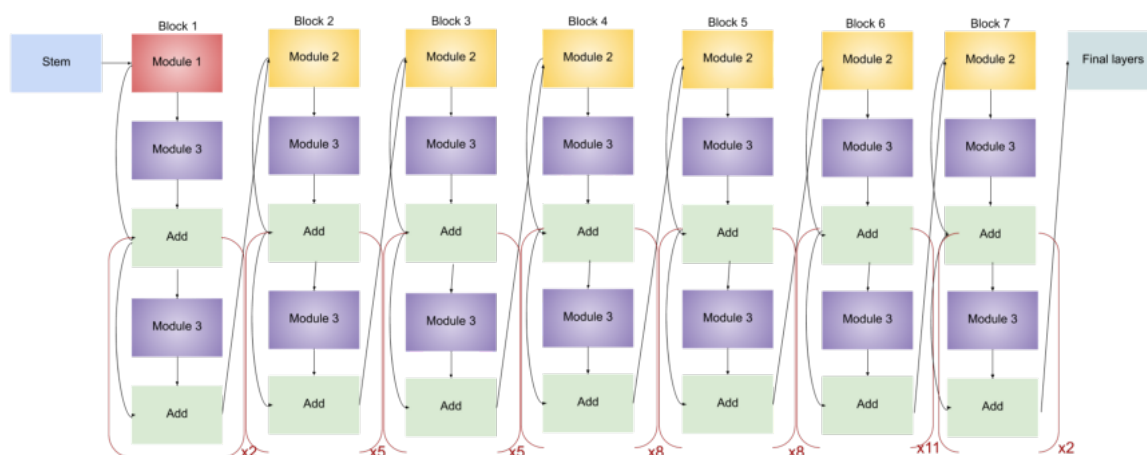 Block 1
Block 2
Block 3
Block 4
Block 5
Block 6
Block 7
Stem
Module 1
Module 2
Module 2
Module 2
Module 2
Module 2
Module 2
Final layers
Module 3
Module 3
Module 3
Module 3
Module 3
Module 3
Module 3
Add
Add
Add
Add
Add
Add
Add
Module 3
Module 3
Module 3
Module 3
Module 3
Module 3
Module 3
Add
Add
Add
Add
Add
Add
Add
x2
x5
x5
x8
x8
x11
x2